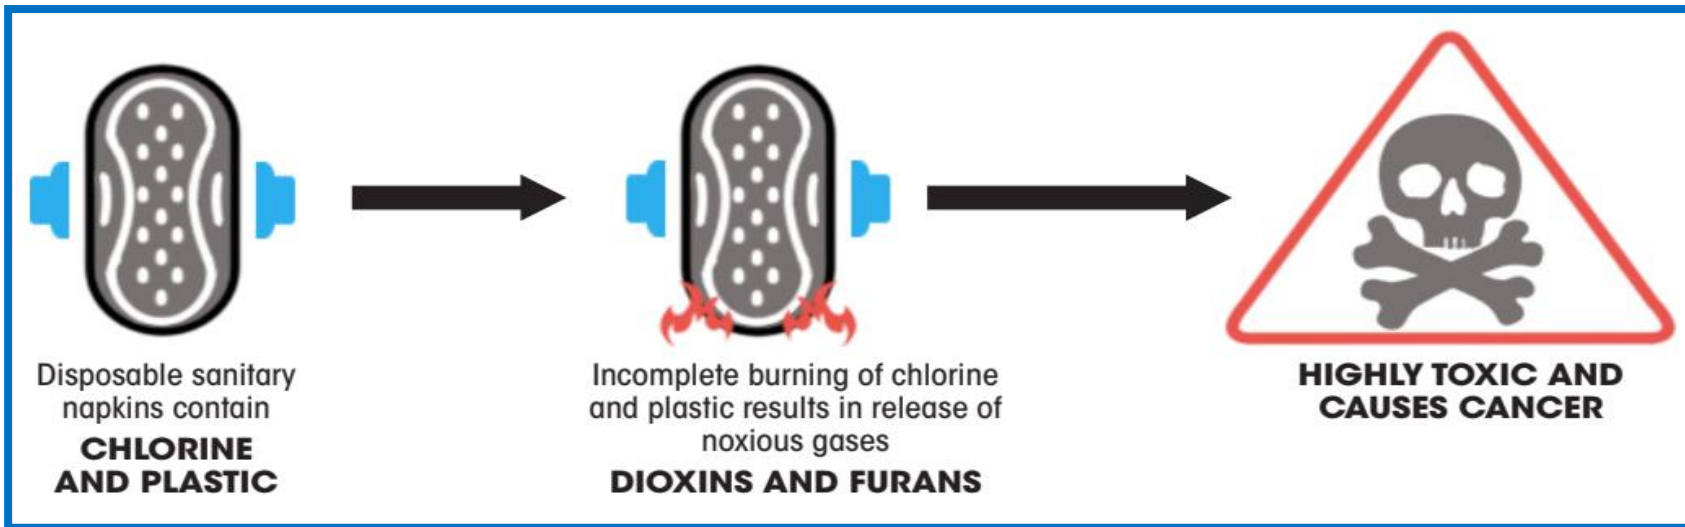 Disposable sanitary
napkins contain
CHLORINE
AND PLASTIC
Incomplete burning of chlorine
and plastic results in release of
noxious gases
DIOXINS AND FURANS
HIGHLY TOXIC AND
CAUSES CANCER